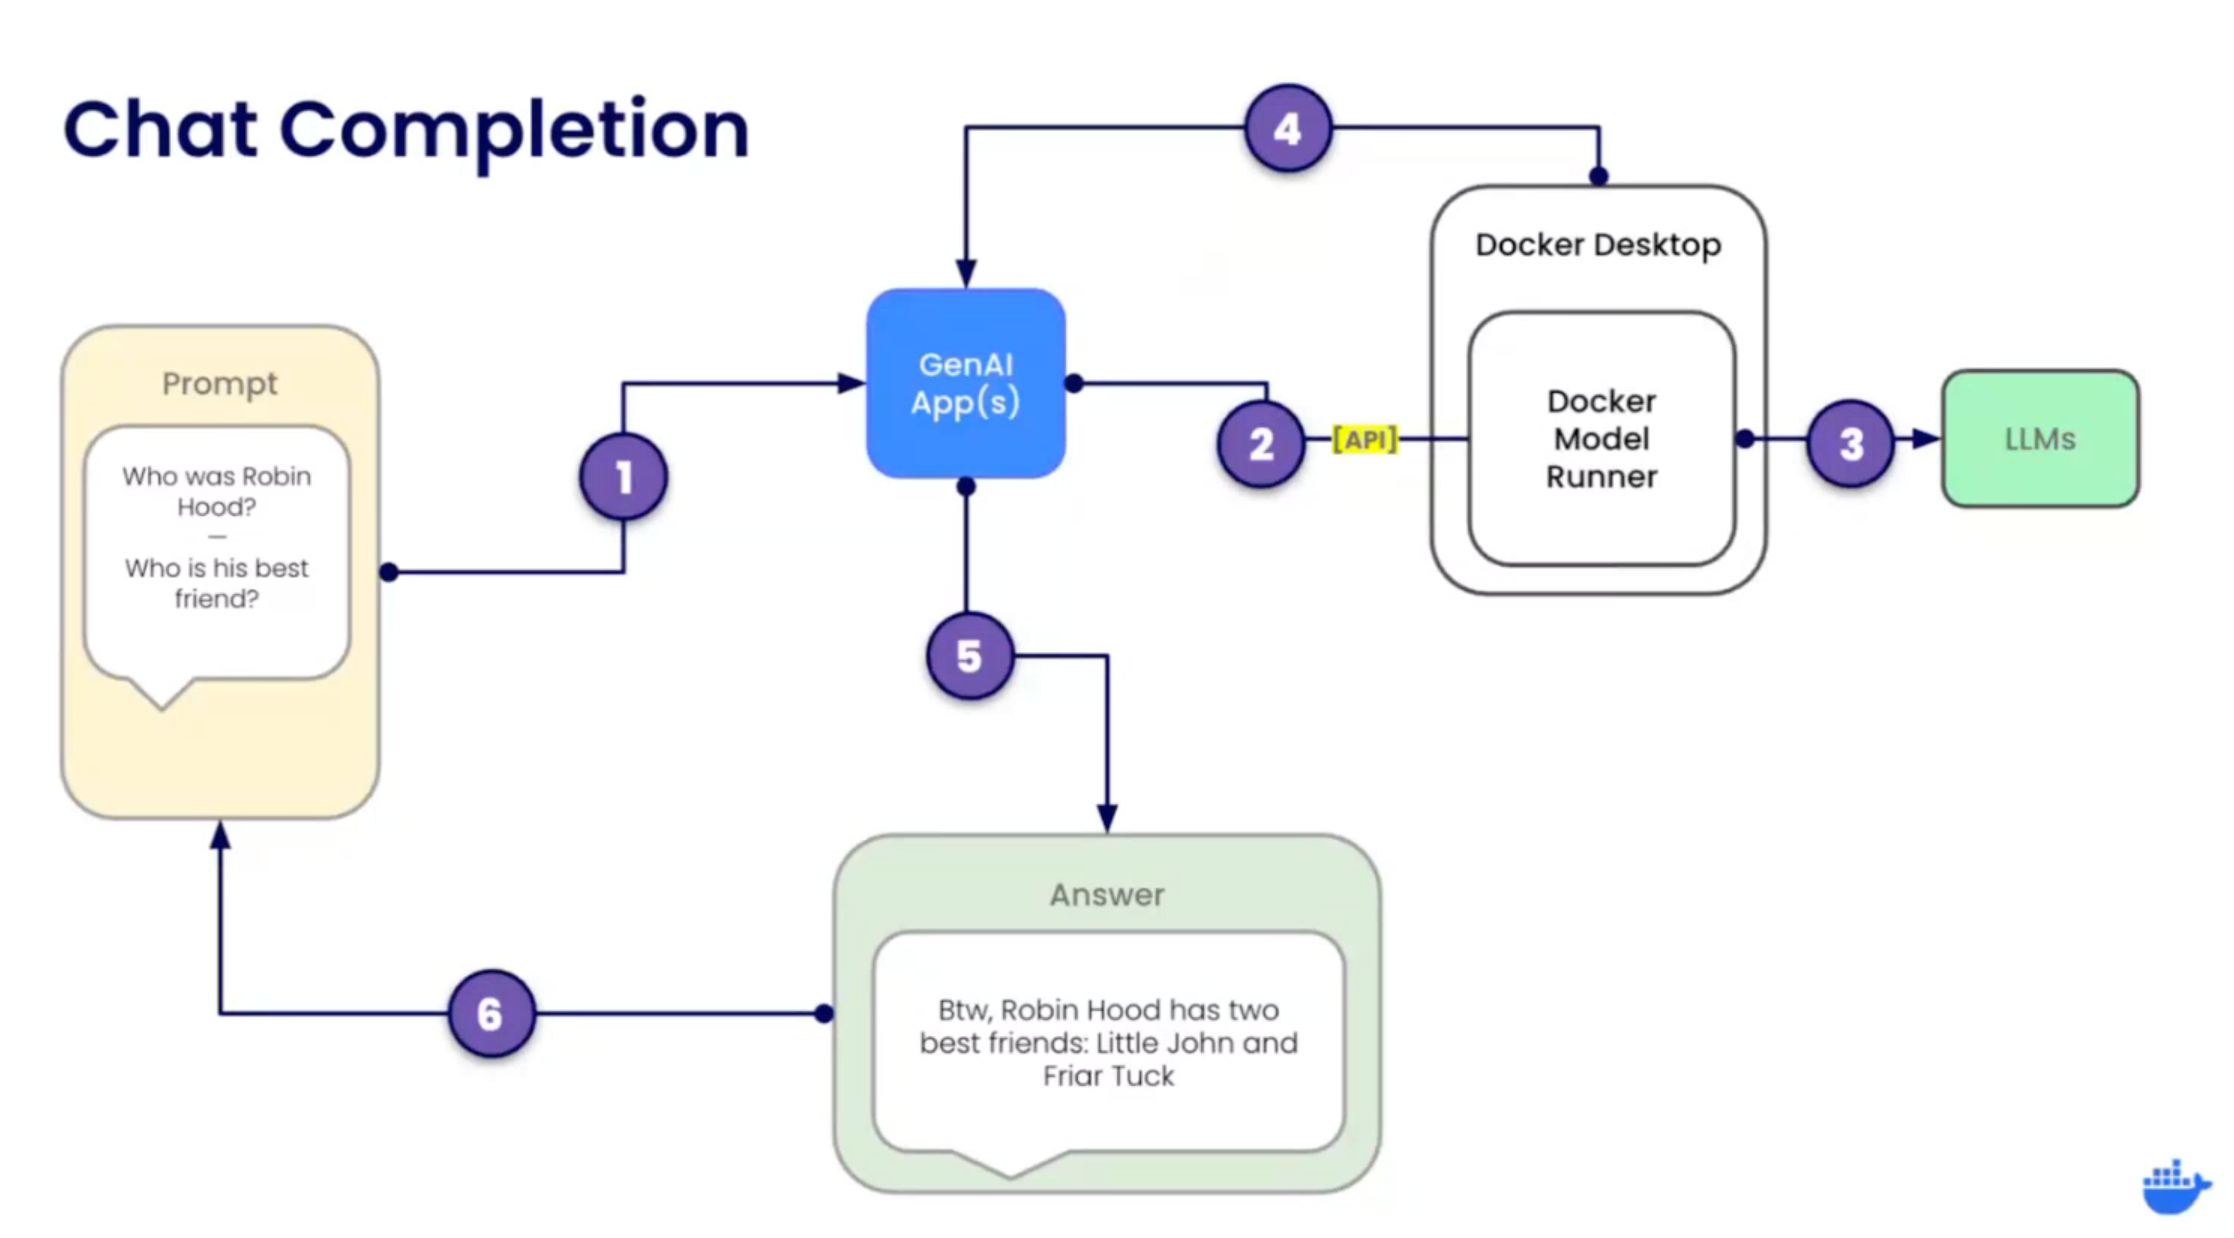 Chat Completion
4
Docker Desktop
Prompt
Who was Robin
Hood?
—
Who is his best
friend?
1
GenAI
App(s)
2
[API]
Docker
Model
Runner
3
LLMs
5
Answer
Btw, Robin Hood has two
best friends: Little John and
Friar Tuck
6